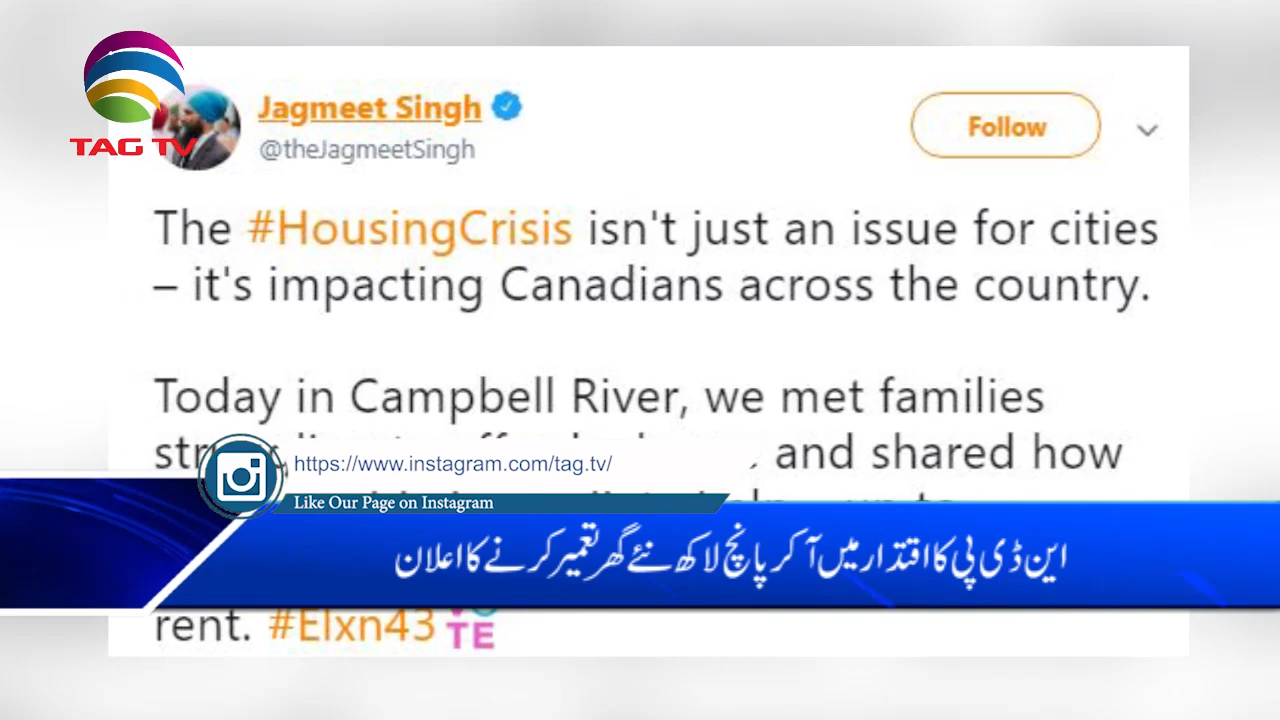 TAG TV
Jagmeet Singh
@theJagmeetSingh
Follow
The #HousingCrisis isn't just an issue for cities
– it's impacting Canadians across the country.
Today in Campbell River, we met families
and shared how
https://www.instagram.com/tag.tv/
Like Our Page on Instagram
این ڈی پی کا اقتدار میں آ کر پانچ لاکھ نئے گھر تعمیر کرنے کا اعلان
rent. #Elxn43
TE